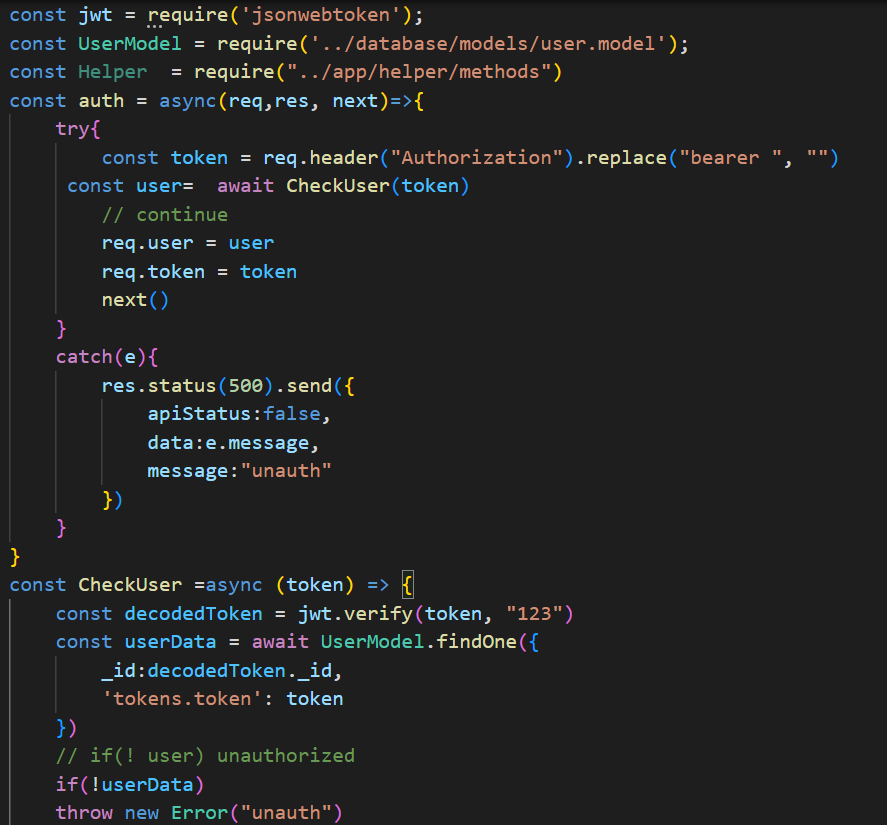 const jwt = require('jsonwebtoken');
const UserModel = require('../database/models/user.model');
const Helper  = require("../app/helper/methods")
const auth = async(req,res, next)=>{
    try{
        const token = req.header("Authorization").replace("bearer ", "")
     const user=  await CheckUser(token)
        // continue
        req.user = user
        req.token = token
        next()
    }
    catch(e){
        res.status(500).send({
            apiStatus:false,
            data:e.message,
            message:"unauth"
        })
    }
}
const CheckUser =async (token) => {
    const decodedToken = jwt.verify(token, "123")
    const userData = await UserModel.findOne({
        _id:decodedToken._id,
        'tokens.token': token
    })
    // if(! user) unauthorized
    if(!userData)
    throw new Error("unauth")